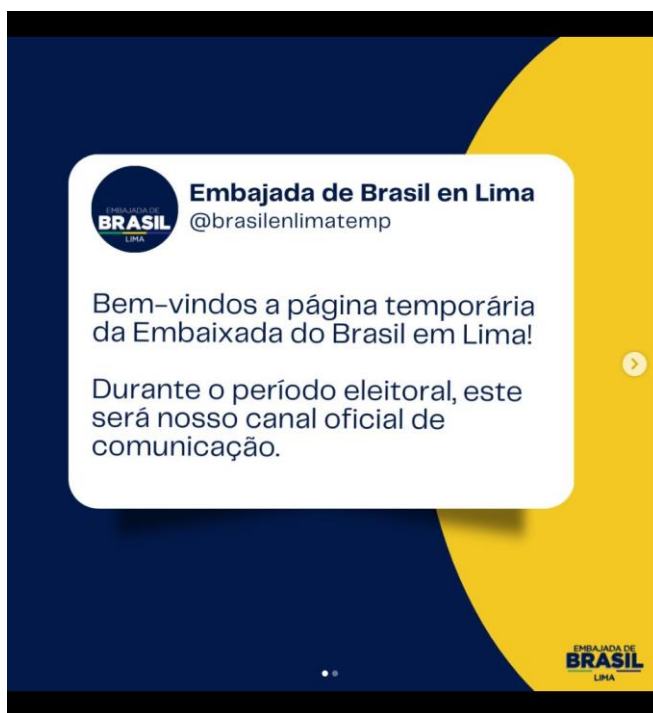 EMBAJADA DE
BRASIL
LIMA
Embajada de Brasil en Lima
@brasilenlimatemp
Bem-vindos a página temporária
da Embaixada do Brasil em Lima!
Durante o período eleitoral, este
será nosso canal oficial de
comunicação.
EMBAJADA DE
BRASIL
LIMA